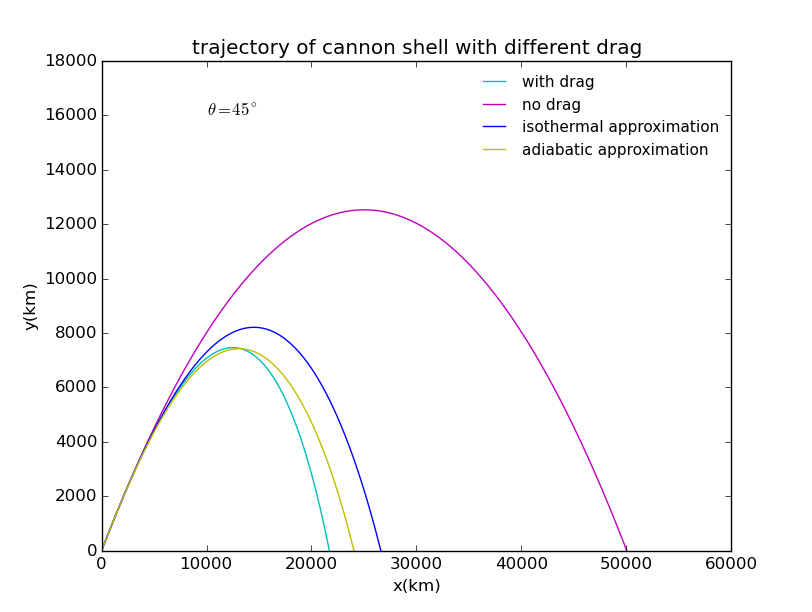 trajectory of cannon shell with different drag
18000
16000
14000
12000
10000
8000
6000
4000
2000
0
y(km)
θ=45°
with drag
no drag
isothermal approximation
adiabatic approximation
0 10000 20000 30000 40000 50000 60000
x(km)